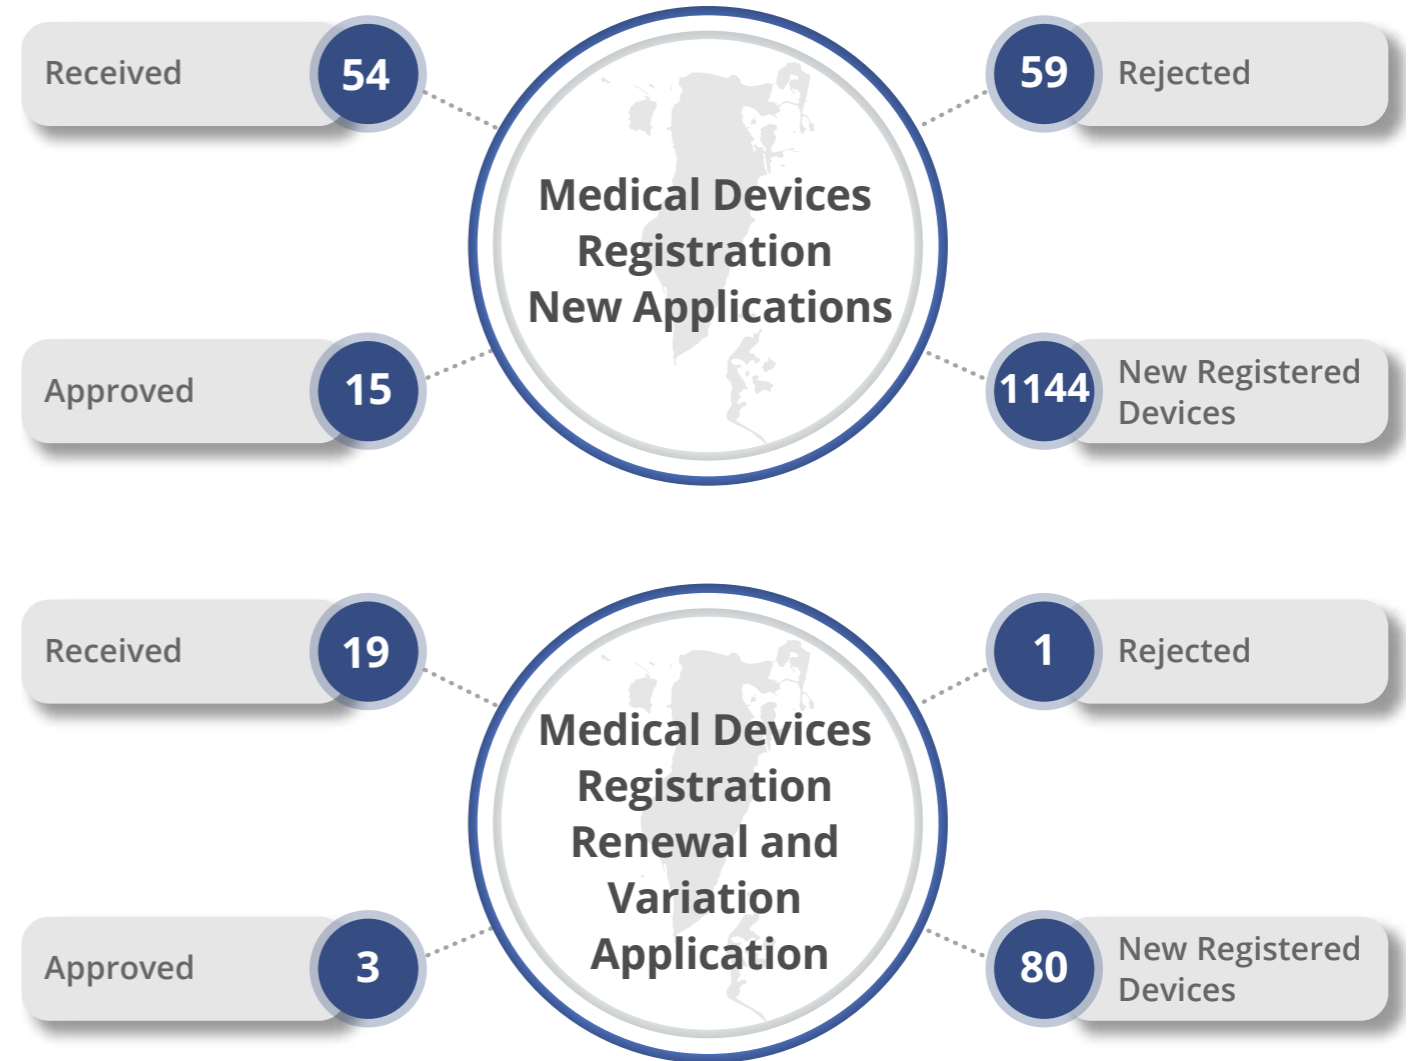 Received
54
59
Rejected
Medical Devices
Registration
New Applications
Approved
15
1144
New Registered
Devices
Received
19
1
Rejected
Medical Devices
Registration
Renewal and
Variation
Application
Approved
3
80
New Registered
Devices